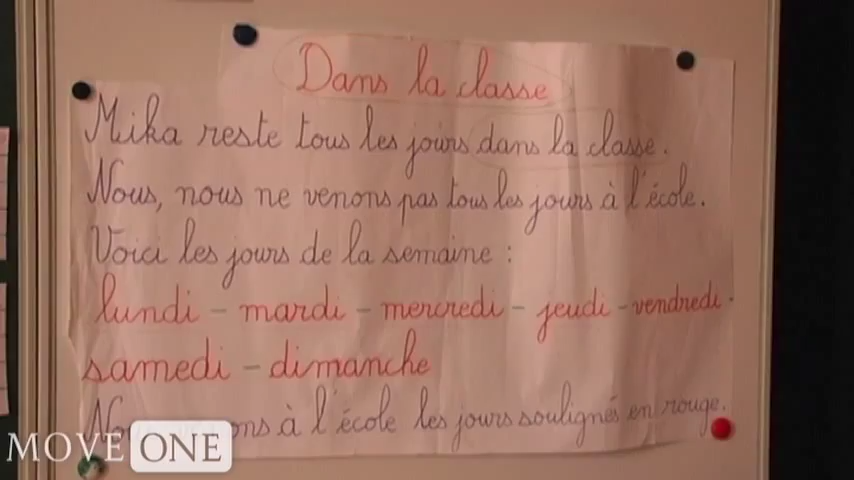 Dans la classe
Mika reste tous les jours dans la classe.
Nous, nous ne venons pas tous les jours à l'école.
Voici les jours de la semaine :
lundi - mardi - mercredi - jeudi - vendredi -
samedi - dimanche
à l'école les jours soulignés en rouge.
MOVE ONE